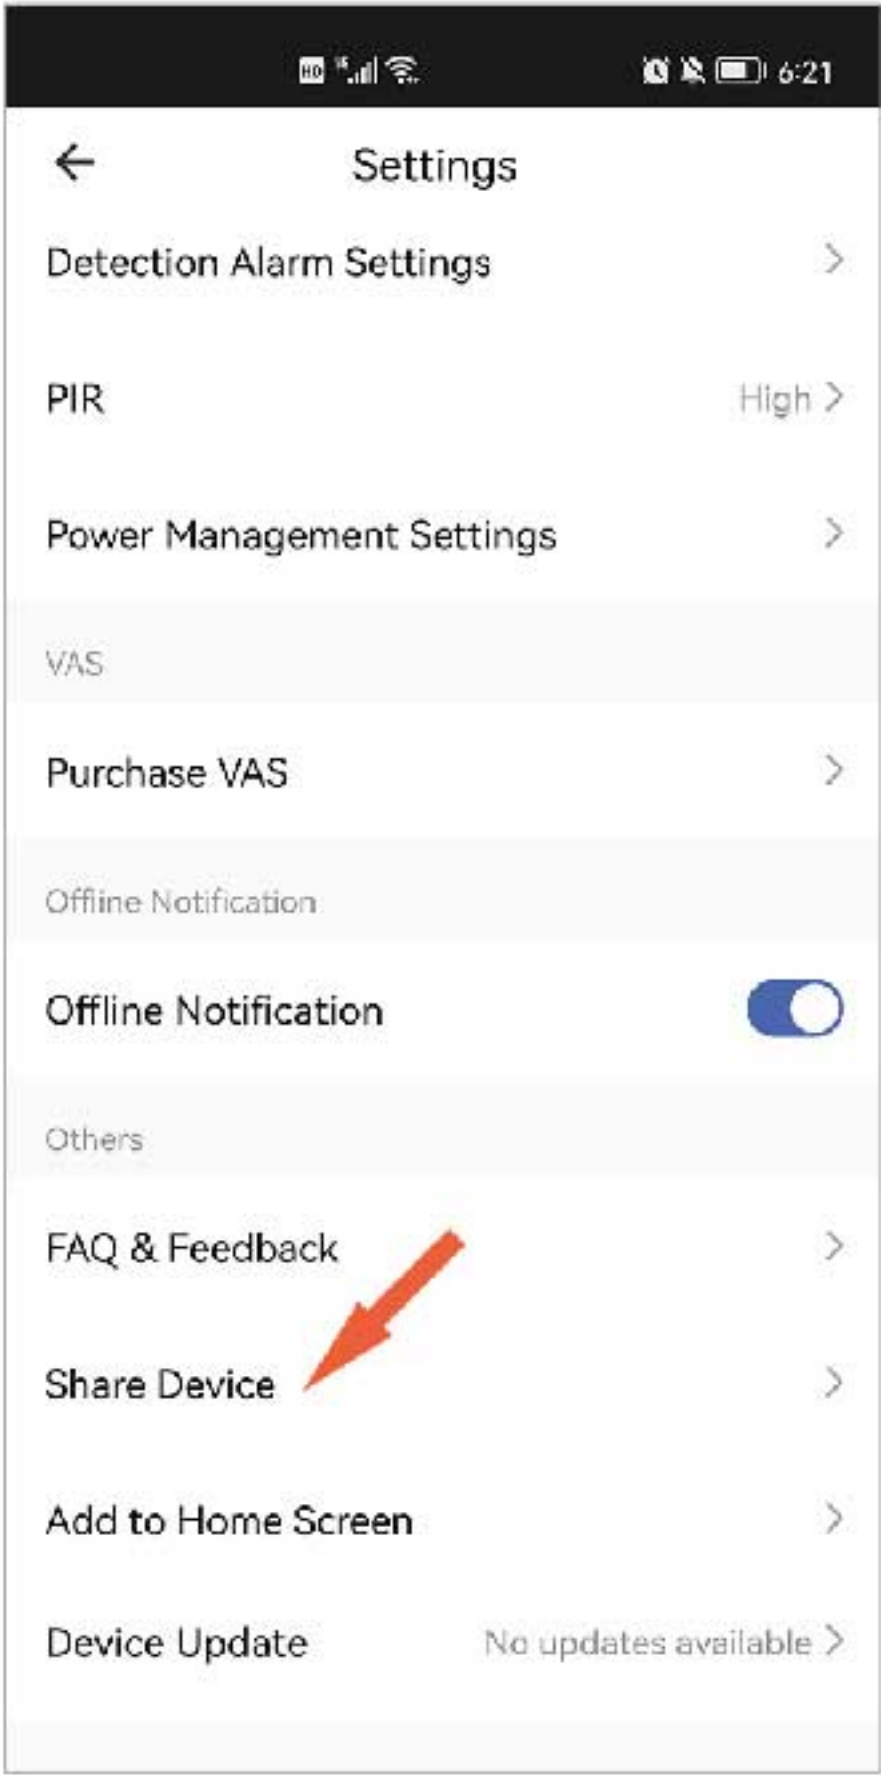 HD 6:21
Settings
Detection Alarm Settings
PIR High
Power Management Settings
VAS
Purchase VAS
Offline Notification
Offline Notification
Others
FAQ & Feedback
Share Device
Add to Home Screen
Device Update No updates available